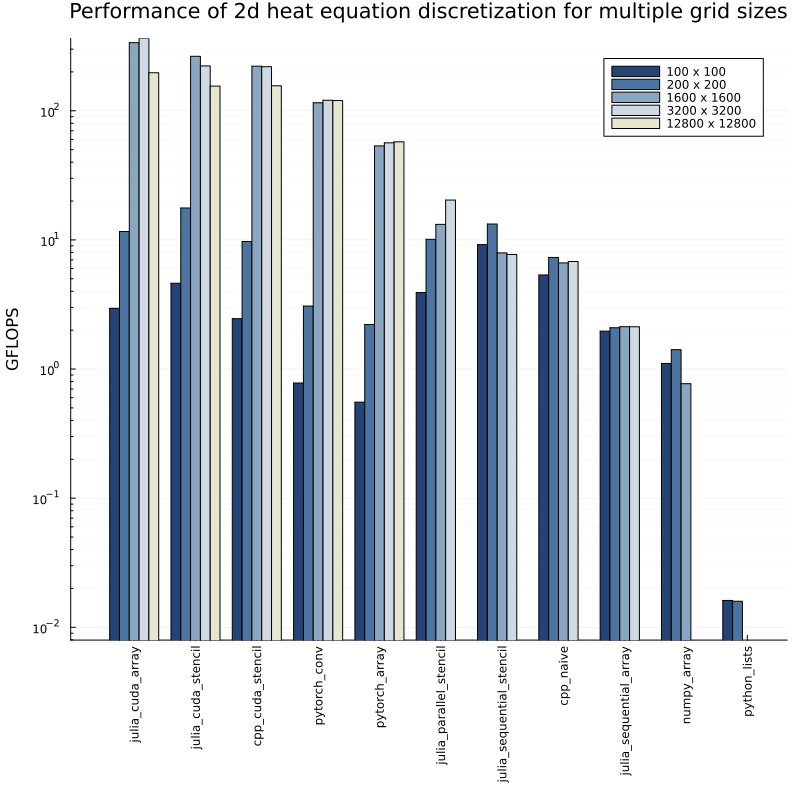 Performance of 2d heat equation discretization for multiple grid sizes
100 x 100
200 x 200
1600 x 1600
3200 x 3200
12800 x 12800
GFLOPS
10²
10¹
10⁰
10⁻¹
10⁻²
julia_cuda_array
julia_cuda_stencil
cpp_cuda_stencil
pytorch_conv
pytorch_array
julia_parallel_stencil
julia_sequential_stencil
cpp_naive
julia_sequential_array
numpy_array
python_lists